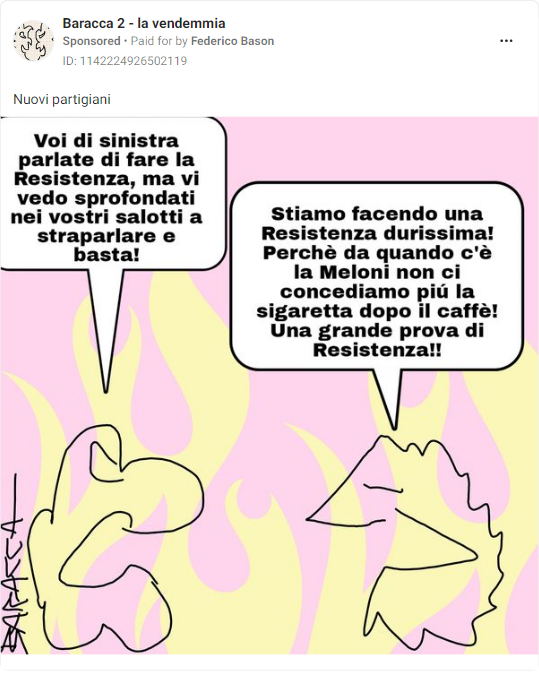 Baracca 2 - la vendemmia
Sponsored • Paid for by Federico Bason
ID: 1142224926502119
Nuovi partigiani
Voi di sinistra
parlate di fare la
Resistenza, ma vi
vedo sprofondati
nei vostri salotti a
straparlare e
basta!
Stiamo facendo una
Resistenza durissima!
Perchè da quando c'è
la Meloni non ci
concediamo piú la
sigaretta dopo il caffè!
Una grande prova di
Resistenza!!
BARACCA